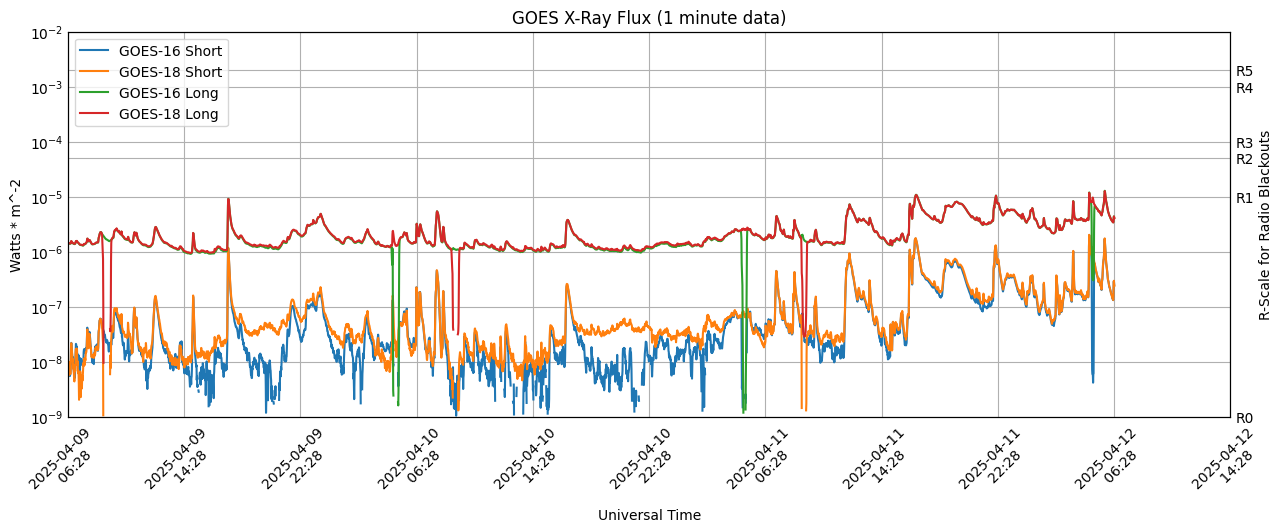 GOES X-Ray Flux (1 minute data)
GOES-16 Short
GOES-18 Short
GOES-16 Long
GOES-18 Long
10^-2
10^-3
10^-4
10^-5
10^-6
10^-7
10^-8
10^-9
Watts * m^-2
R5
R4
R3
R2
R1
R0
R-Scale for Radio Blackouts
2025-04-09
06:28
2025-04-09
14:28
2025-04-09
22:28
2025-04-10
06:28
2025-04-10
14:28
2025-04-10
22:28
2025-04-11
06:28
2025-04-11
14:28
2025-04-11
22:28
2025-04-12
06:28
2025-04-12
14:28
Universal Time